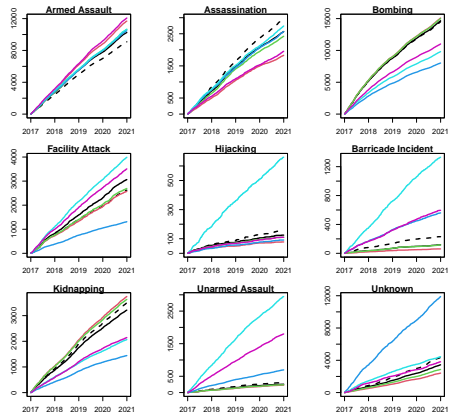 Armed Assault
0 4000 8000 12000
2017 2018 2019 2020 2021
Assassination
0 500 1500 2500
2017 2018 2019 2020 2021
Bombing
0 5000 10000 15000
2017 2018 2019 2020 2021
Facility Attack
0 1000 2000 3000 4000
2017 2018 2019 2020 2021
Hijacking
0 100 300 500
2017 2018 2019 2020 2021
Barricade Incident
0 400 800 1200
2017 2018 2019 2020 2021
Kidnapping
0 1000 2000 3000
2017 2018 2019 2020 2021
Unarmed Assault
0 500 1500 2500
2017 2018 2019 2020 2021
Unknown
0 4000 8000 12000
2017 2018 2019 2020 2021